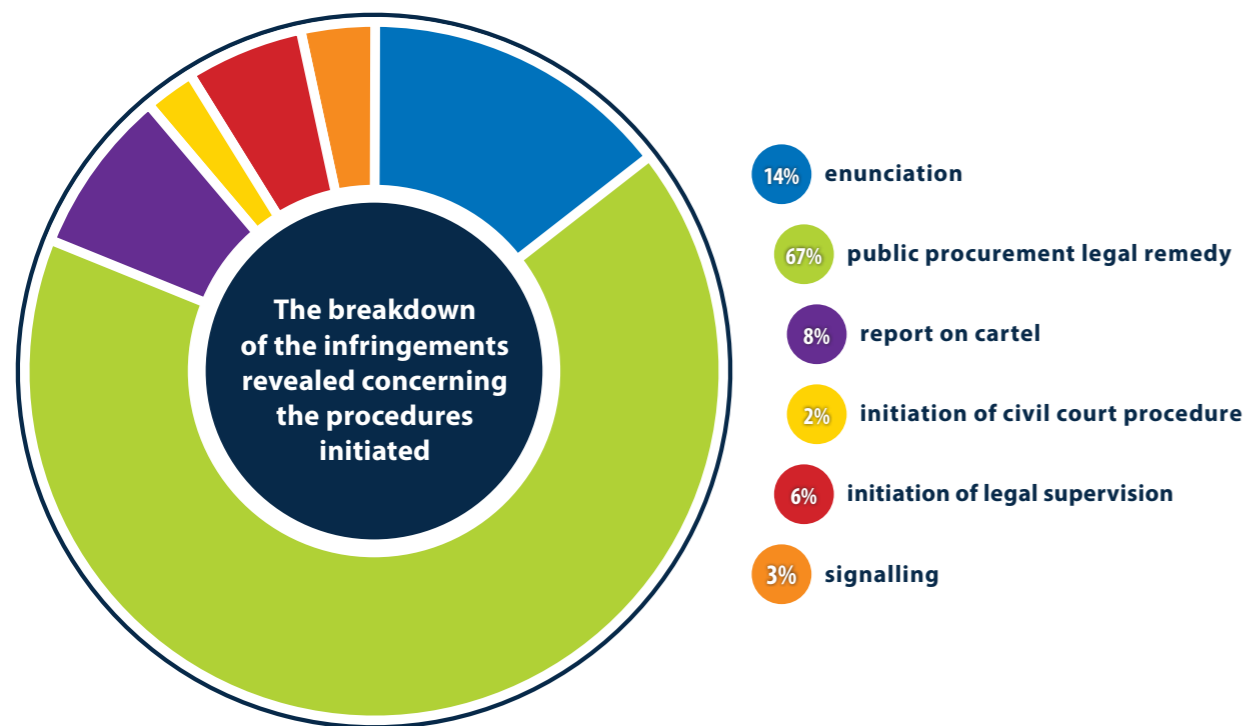 The breakdown
of the infringements
revealed concerning
the procedures
initiated
14% enunciation
67% public procurement legal remedy
8% report on cartel
2% initiation of civil court procedure
6% initiation of legal supervision
3% signalling